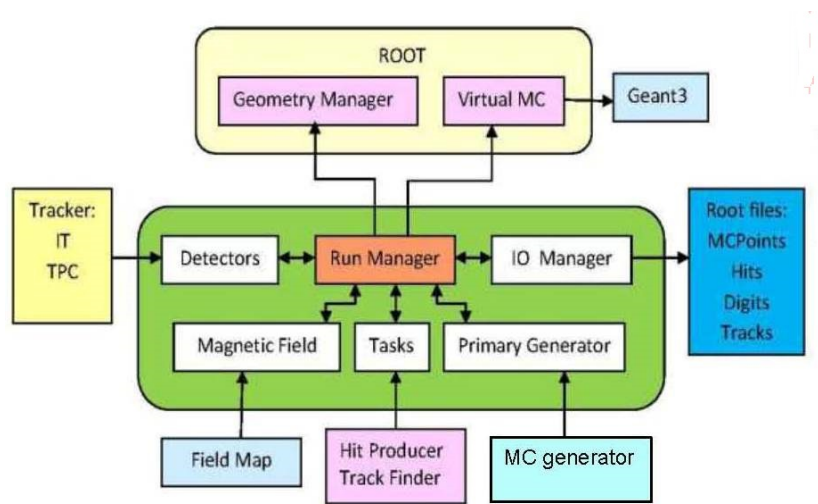 ROOT
Geometry Manager
Virtual MC
Geant3
Tracker:
IT
TPC
Detectors
Run Manager
IO Manager
Root files:
MCPoints
Hits
Digits
Tracks
Magnetic Field
Tasks
Primary Generator
Field Map
Hit Producer
Track Finder
MC generator